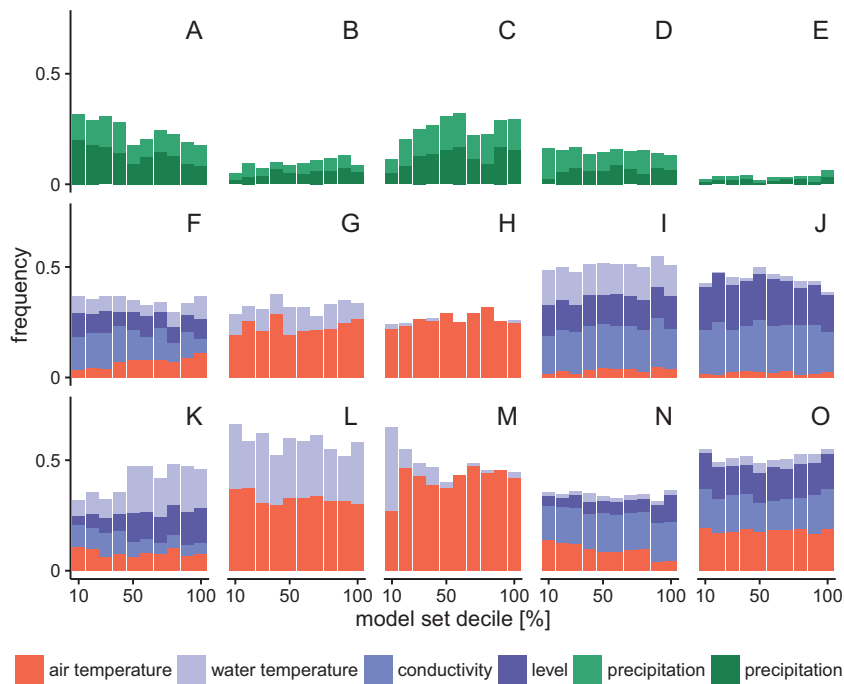 A B C D E
0.5
0
F G H I J
0.5
0
frequency
K L M N O
0.5
0
10 50 100 10 50 100 10 50 100 10 50 100 10 50 100
model set decile [%]
air temperature water temperature conductivity level precipitation precipitation